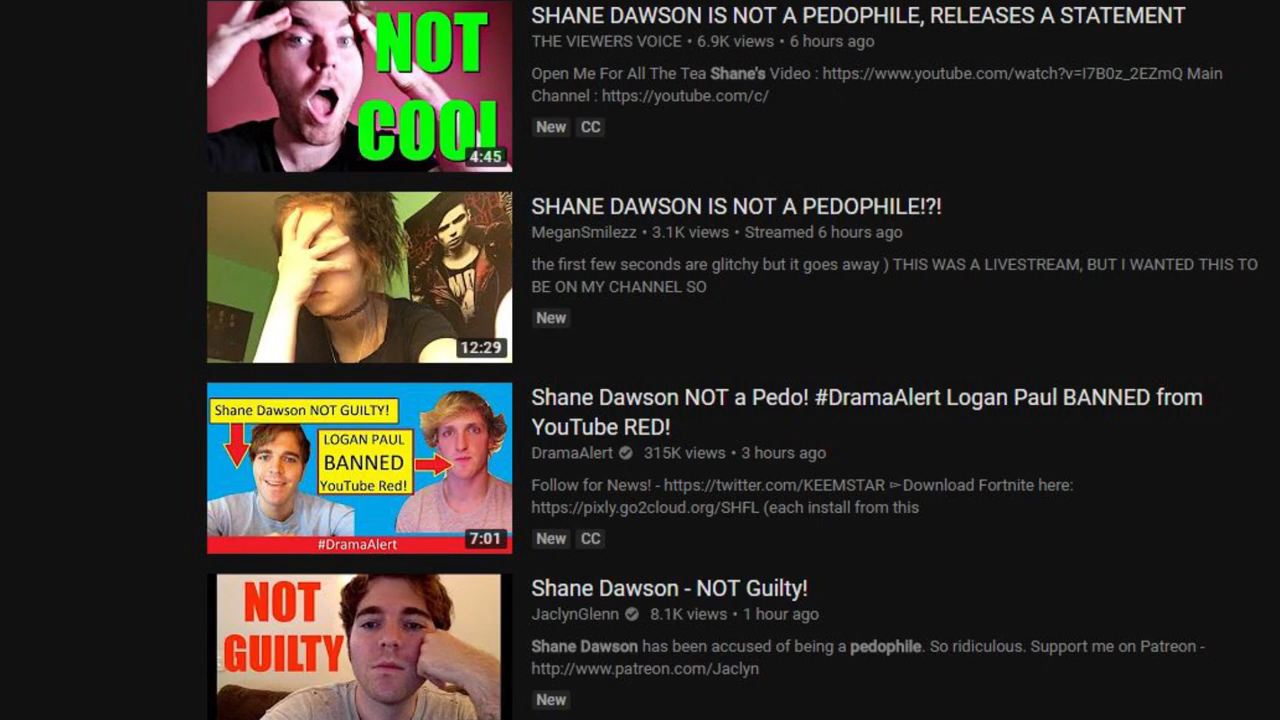 NOT
COOL
4:45
SHANE DAWSON IS NOT A PEDOPHILE, RELEASES A STATEMENT
THE VIEWERS VOICE • 6.9K views • 6 hours ago
Open Me For All The Tea Shane's Video : https://www.youtube.com/watch?v=I7B0z_2EZmQ Main
Channel : https://youtube.com/c/
New CC
12:29
SHANE DAWSON IS NOT A PEDOPHILE!?!
MeganSmilezz • 3.1K views • Streamed 6 hours ago
the first few seconds are glitchy but it goes away ) THIS WAS A LIVESTREAM, BUT I WANTED THIS TO
BE ON MY CHANNEL SO
New
Shane Dawson NOT GUILTY!
LOGAN PAUL
BANNED
YouTube Red!
#DramaAlert
7:01
Shane Dawson NOT a Pedo! #DramaAlert Logan Paul BANNED from
YouTube RED!
DramaAlert 315K views • 3 hours ago
Follow for News! - https://twitter.com/KEEMSTAR ➳Download Fortnite here:
https://pixly.go2cloud.org/SHFL (each install from this
New CC
NOT
GUILTY
Shane Dawson - NOT Guilty!
JaclynGlenn 8.1K views • 1 hour ago
Shane Dawson has been accused of being a pedophile. So ridiculous. Support me on Patreon -
http://www.patreon.com/Jaclyn
New